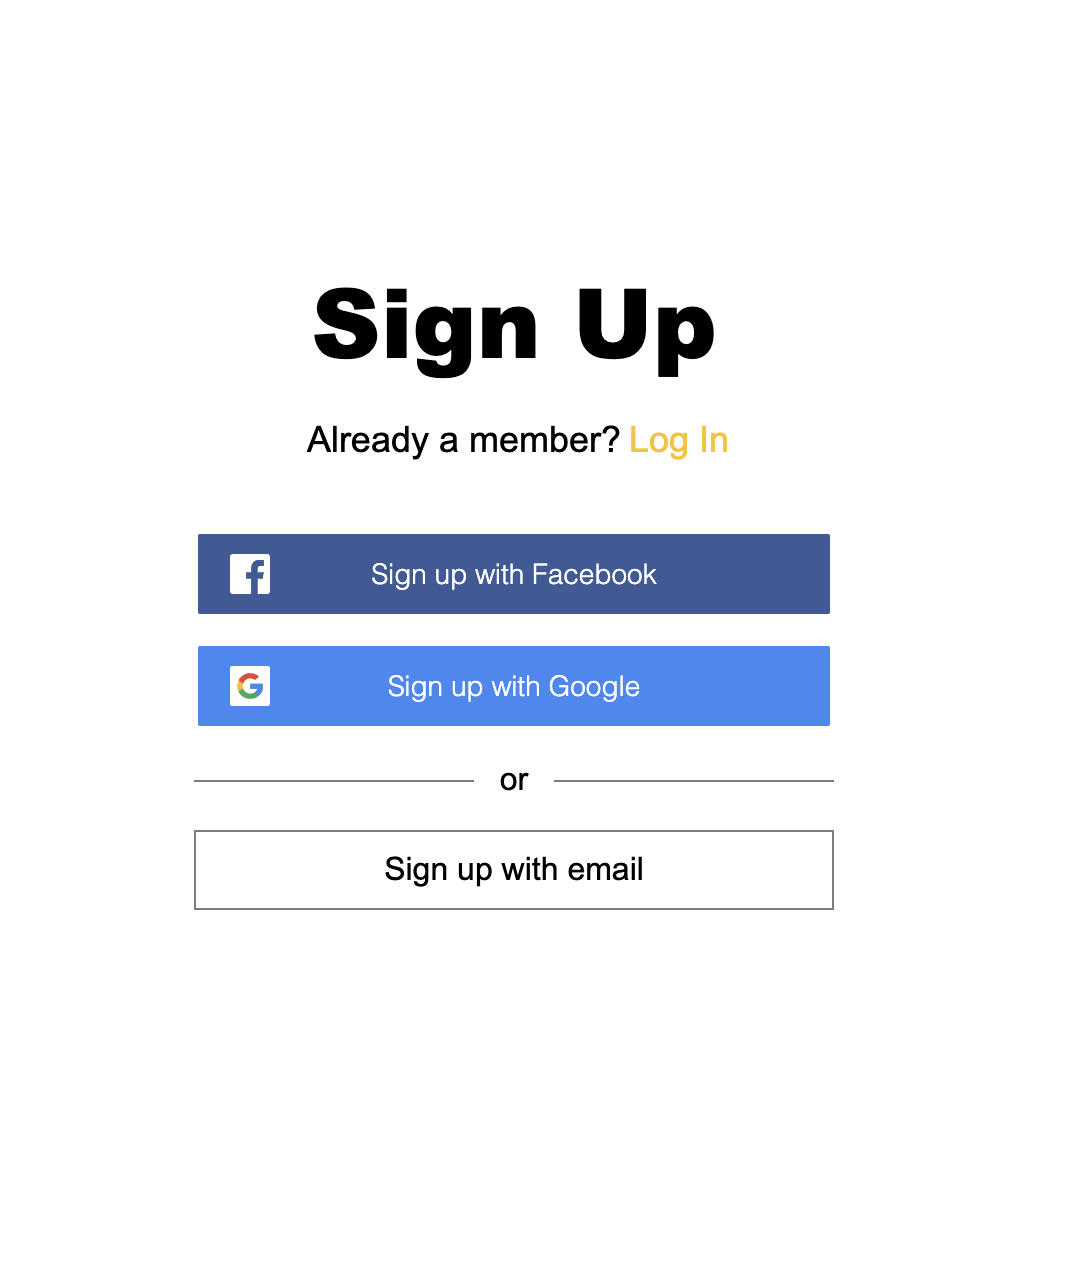 Sign Up
Already a member? Log In
Sign up with Facebook
Sign up with Google
or
Sign up with email